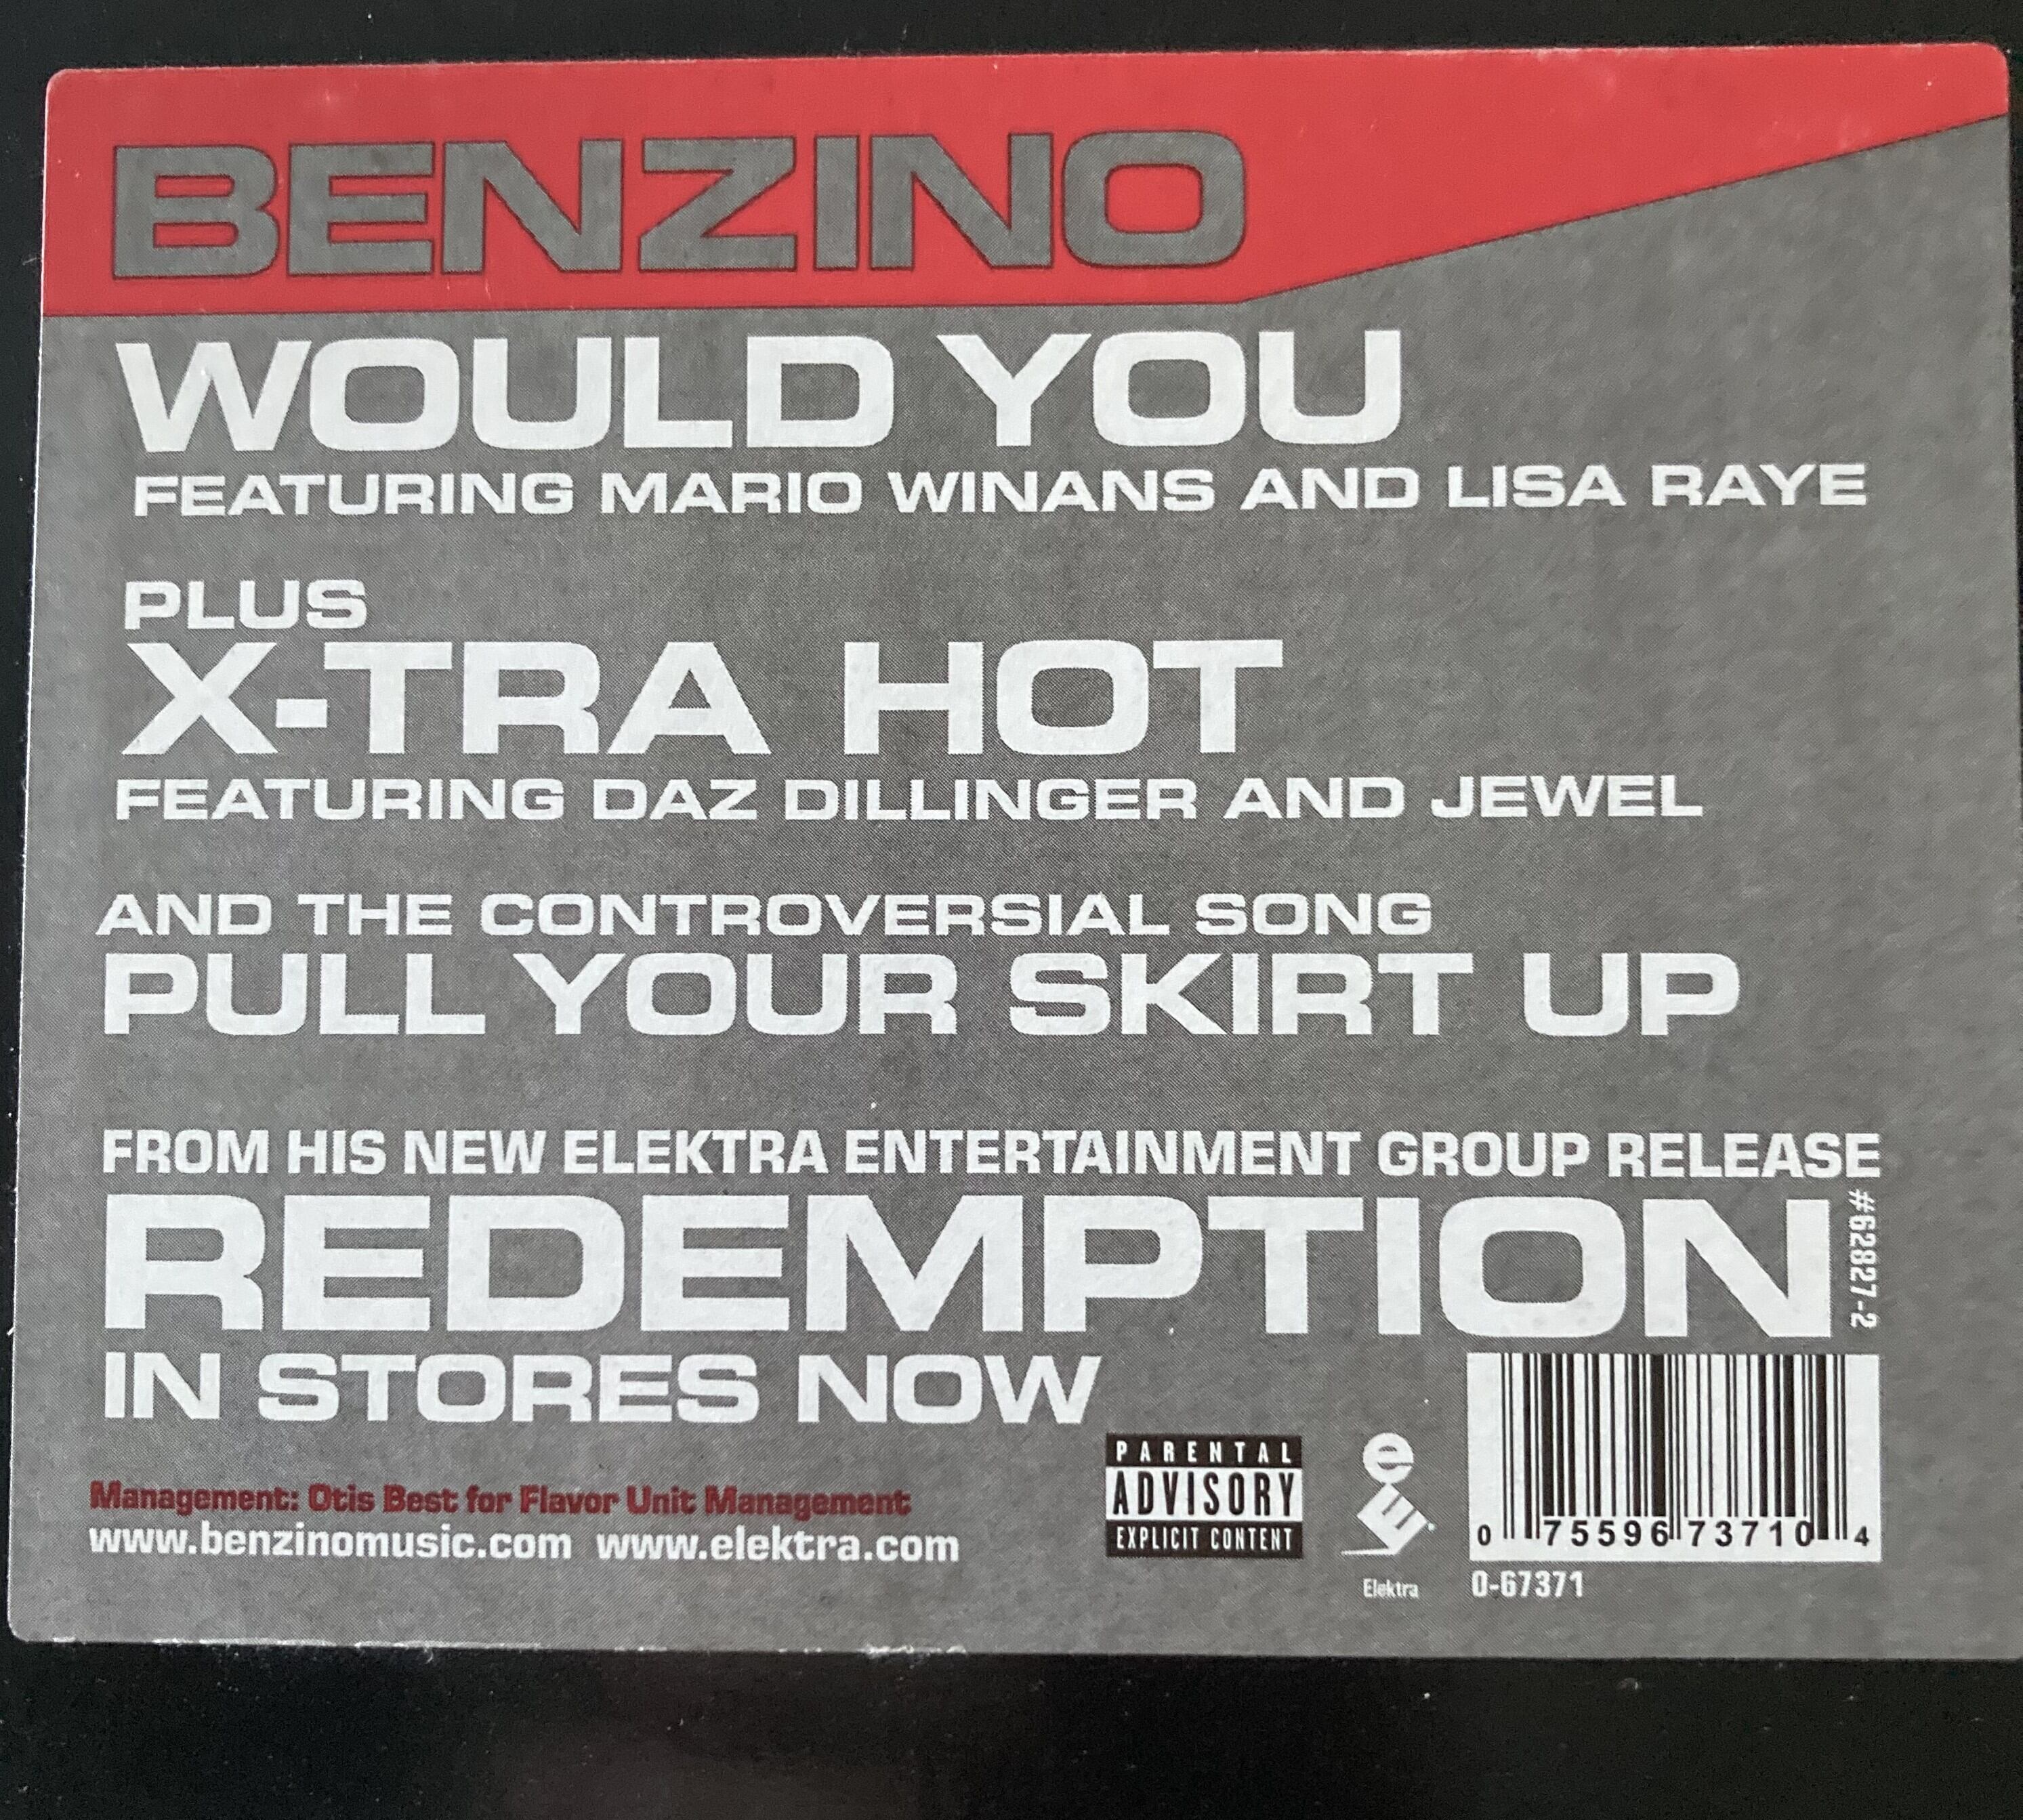 BENZINO
WOULD YOU
FEATURING MARIO WINANS AND LISA RAYE
PLUS
X-TRA HOT
FEATURING DAZ DILLINGER AND JEWEL
AND THE CONTROVERSIAL SONG
PULL YOUR SKIRT UP
FROM HIS NEW ELEKTRA ENTERTAINMENT GROUP RELEASE
REDEMPTION
#62827-2
IN STORES NOW
Management: Otis Best for Flavor Unit Management
www.benzinomusic.com www.elektra.com
PARENTAL
ADVISORY
EXPLICIT CONTENT
e
E
Elektra
0 75596 73710 4
0-67371